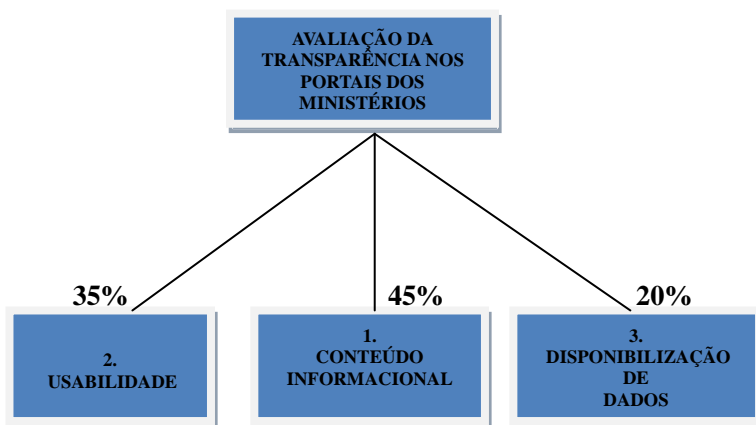 AVALIAÇÃO DA
TRANSPARÊNCIA NOS
PORTAIS DOS
MINISTÉRIOS
35%
45%
20%
2.
USABILIDADE
1.
CONTEÚDO
INFORMACIONAL
3.
DISPONIBILIZAÇÃO
DE
DADOS